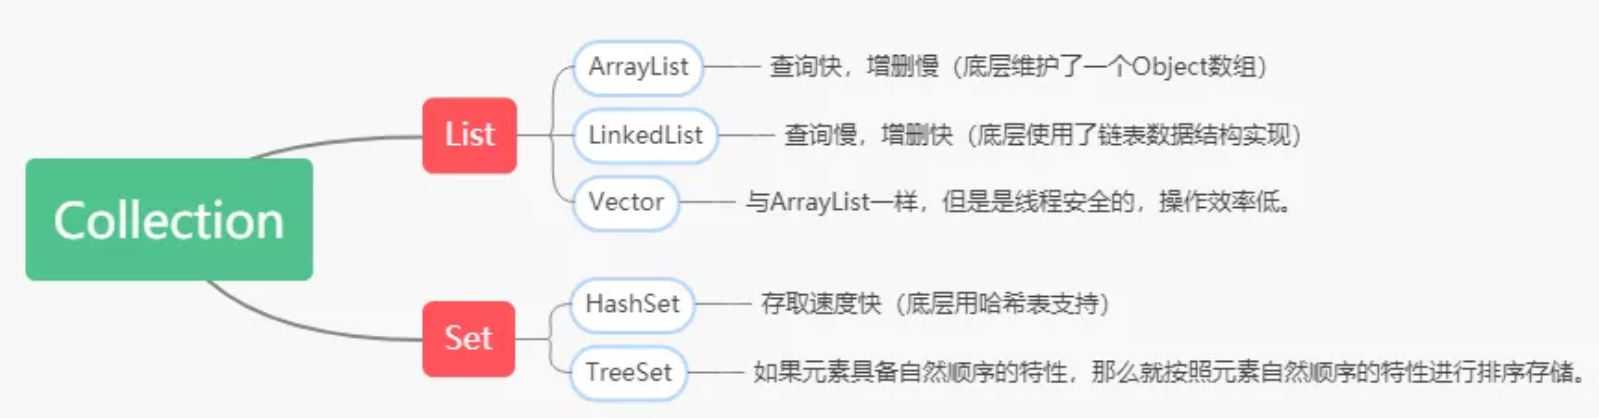 Collection
List
ArrayList
查询快，增删慢（底层维护了一个Object数组）
LinkedList
查询慢，增删快（底层使用了链表数据结构实现）
Vector
与ArrayList一样，但是是线程安全的，操作效率低。
Set
HashSet
存取速度快（底层用哈希表支持）
TreeSet
如果元素具备自然顺序的特性，那么就按照元素自然顺序的特性进行排序存储。